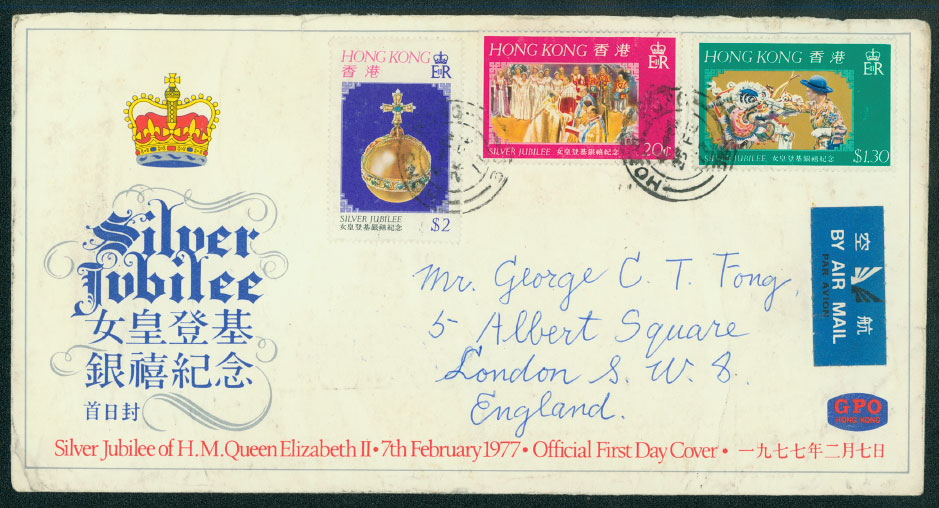 HONG KONG
香港
E II R
SILVER JUBILEE
女皇登基銀禧紀念
$2
HONG KONG 香港
E II R
SILVER JUBILEE 女皇登基銀禧紀念
20¢
HONG KONG 香港
E II R
SILVER JUBILEE 女皇登基銀禧紀念
$1.30
Silver
Jubilee
女皇登基
銀禧紀念
首日封
Mr. George C. T. Fong,
5 Albert Square
London S. W. 8.
England.
空航
PAR AVION
BY AIR MAIL
GPO
HONG KONG
Silver Jubilee of H.M. Queen Elizabeth II • 7th February 1977 • Official First Day Cover • 一九七七年二月七日